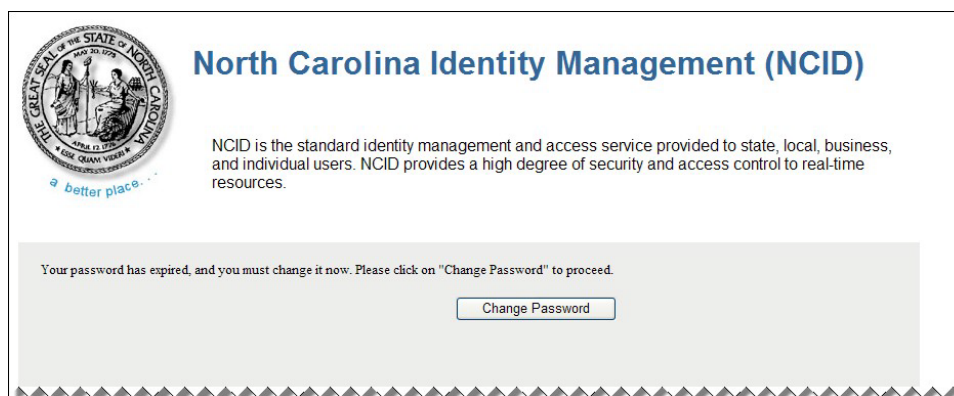 THE GREAT SEAL OF THE STATE OF NORTH CAROLINA
MAY 20, 1775
APRIL 12, 1776
★ ESSE QUAM VIDERI ★
a better place. . .
North Carolina Identity Management (NCID)
NCID is the standard identity management and access service provided to state, local, business,
and individual users. NCID provides a high degree of security and access control to real-time
resources.
Your password has expired, and you must change it now. Please click on "Change Password" to proceed.
Change Password